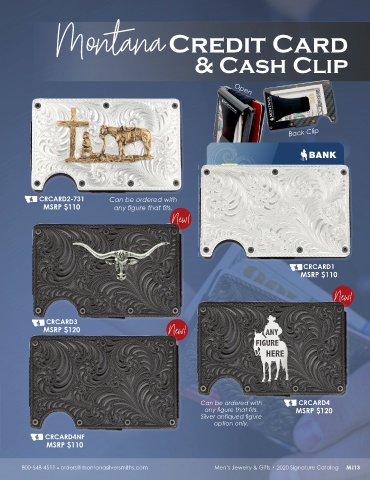 Montana CREDIT CARD
& CASH CLIP
Open
Back Clip
BANK
CRCARD2-731
MSRP $110
Can be ordered with
any figure that fits.
New!
CRCARD1
MSRP $110
CRCARD3
MSRP $120
New!
New!
ANY
FIGURE
HERE
CRCARD4NF
MSRP $110
Can be ordered with
any figure that fits.
Silver antiqued figure
option only.
CRCARD4
MSRP $120
800-548-4511 • orders@montanasilversmiths.com
Men's Jewelry & Gifts • 2020 Signature Catalog MJ13